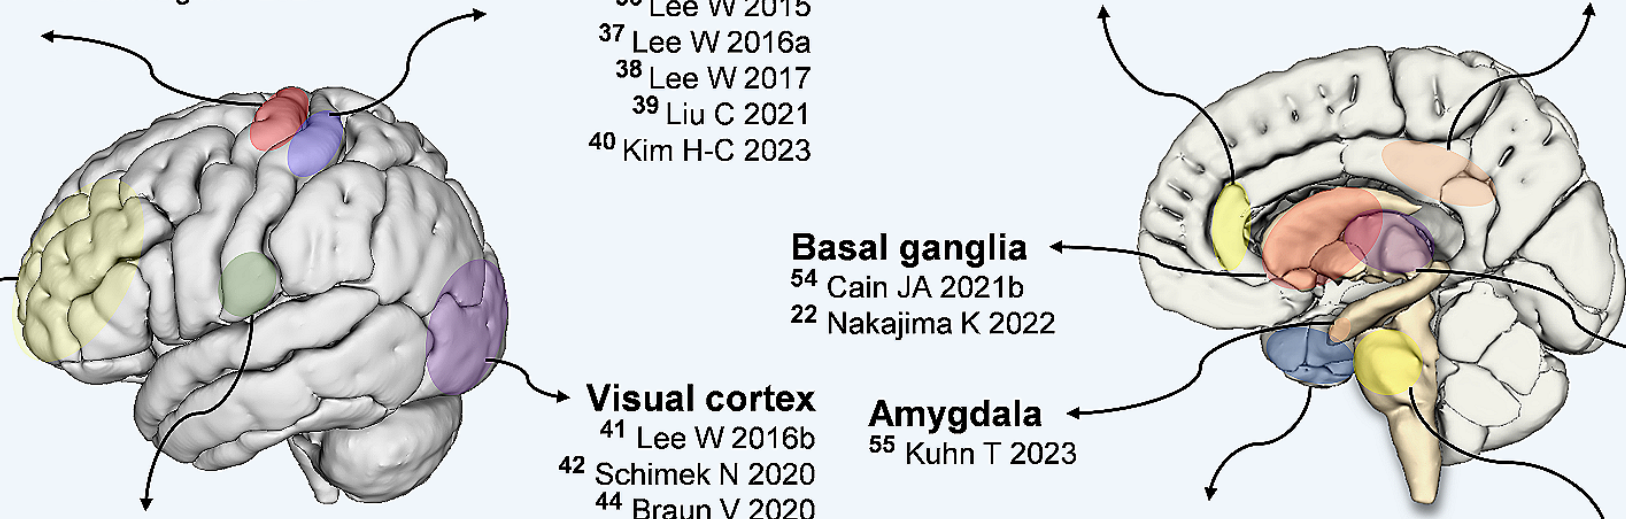 36 Lee W 2015
37 Lee W 2016a
38 Lee W 2017
39 Liu C 2021
40 Kim H-C 2023
Basal ganglia
54 Cain JA 2021b
22 Nakajima K 2022
Visual cortex
41 Lee W 2016b
42 Schimek N 2020
44 Braun V 2020
Amygdala
55 Kuhn T 2023